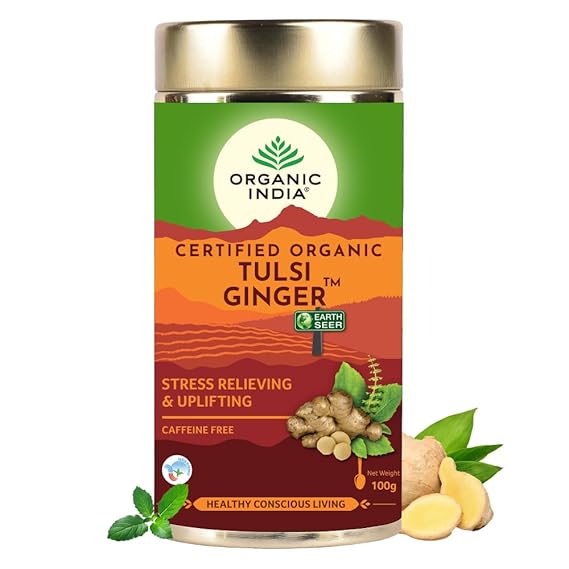 ORGANIC
INDIA®
CERTIFIED ORGANIC
TULSI
GINGER™
EARTH
SEER
STRESS RELIEVING
& UPLIFTING
CAFFEINE FREE
Net Weight
100g
HEALTHY CONSCIOUS LIVING